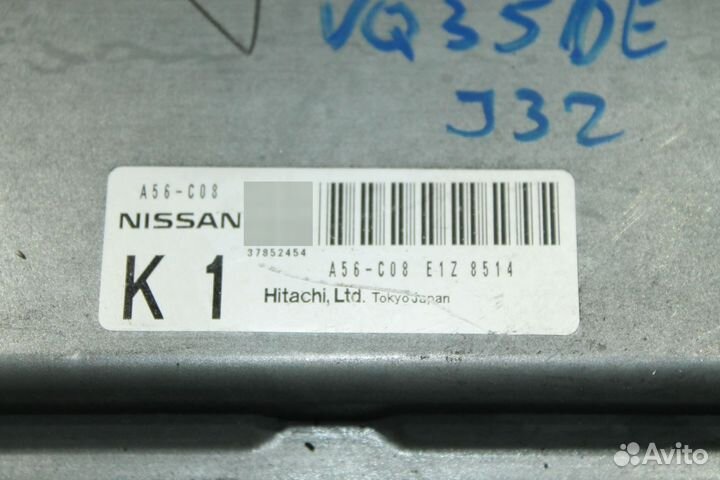 VQ35DE
J32
A56-C08
NISSAN
37852454
A56-C08 E1Z 8514
K 1
Hitachi, Ltd. Tokyo Japan
Avito